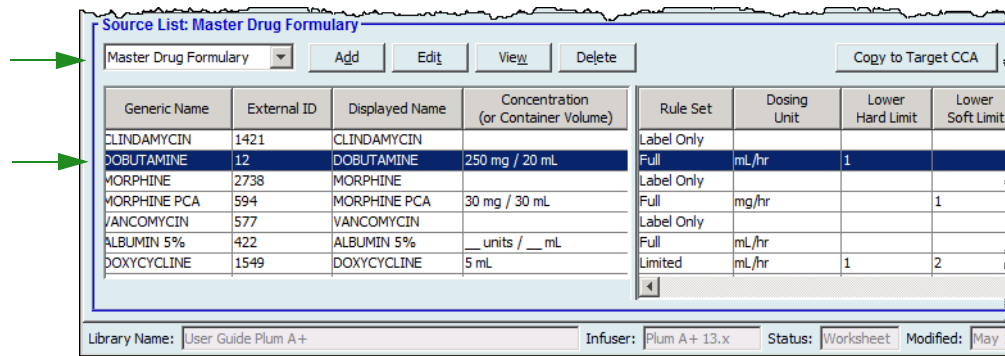 Source List: Master Drug Formulary
Master Drug Formulary Add Edit View Delete Copy to Target CCA
Generic Name External ID Displayed Name Concentration (or Container Volume) Rule Set Dosing Unit Lower Hard Limit Lower Soft Limit
CLINDAMYCIN 1421 CLINDAMYCIN Label Only
DOBUTAMINE 12 DOBUTAMINE 250 mg / 20 mL Full mL/hr 1
MORPHINE 2738 MORPHINE Label Only
MORPHINE PCA 594 MORPHINE PCA 30 mg / 30 mL Full mg/hr 1
VANCOMYCIN 577 VANCOMYCIN Label Only
ALBUMIN 5% 422 ALBUMIN 5% __ units / __ mL Full mL/hr
DOXYCYCLINE 1549 DOXYCYCLINE 5 mL Limited mL/hr 1 2
Library Name: User Guide Plum A+ Infuser: Plum A+ 13.x Status: Worksheet Modified: May